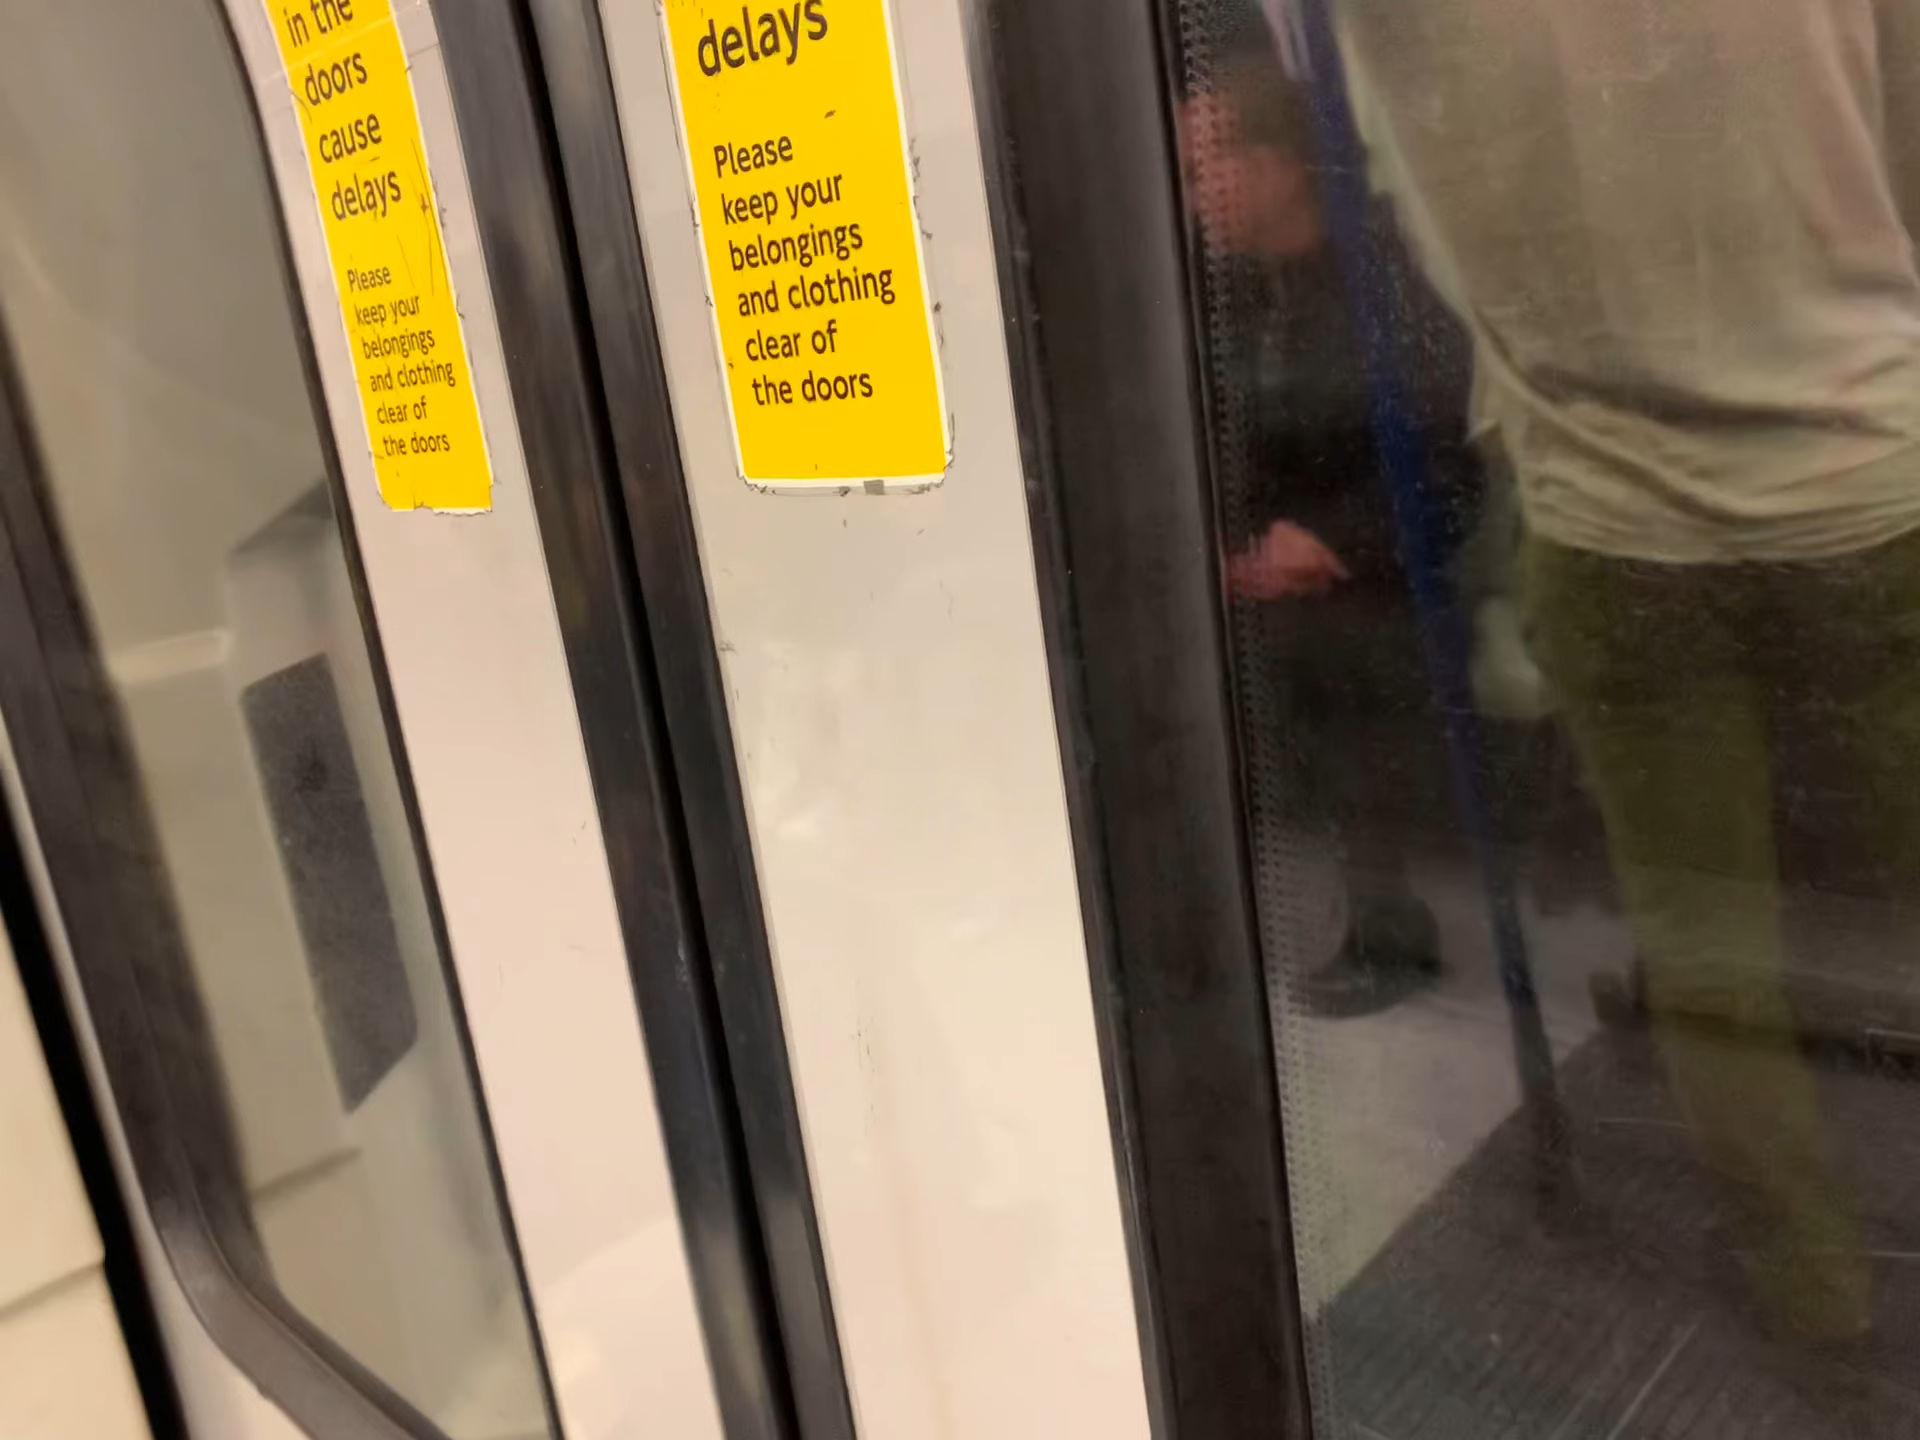 in the
doors
cause
delays
Please
keep your
belongings
and clothing
clear of
the doors
delays
Please
keep your
belongings
and clothing
clear of
the doors